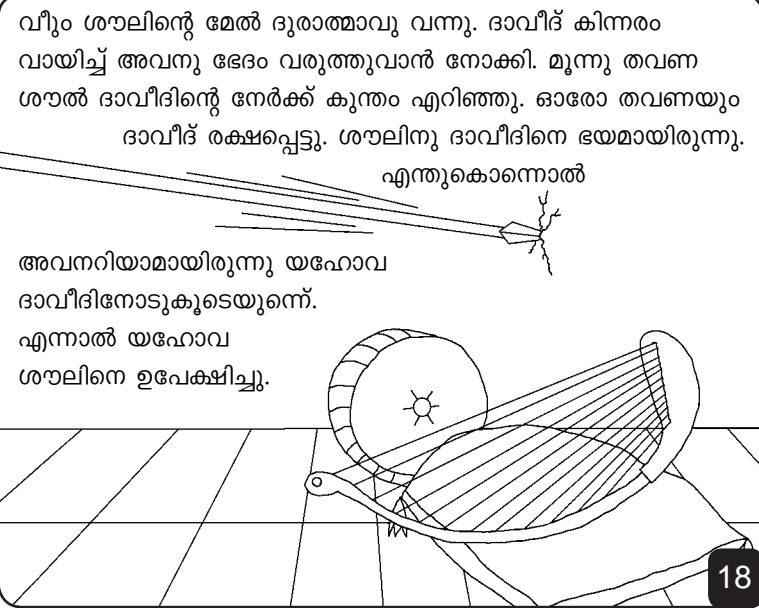 വീും ശൗലിന്റെ മേൽ ദുരാത്മാവു വന്നു. ദാവീദ് കിന്നരം
വായിച്ച് അവനു ഭേദം വരുത്തുവാൻ നോക്കി. മൂന്നു തവണ
ശൗൽ ദാവീദിന്റെ നേർക്ക് കുന്തം എറിഞ്ഞു. ഓരോ തവണയും
ദാവീദ് രക്ഷപ്പെട്ടു. ശൗലിനു ദാവീദിനെ ഭയമായിരുന്നു.
എന്തുകൊന്നൊൽ
അവനറിയാമായിരുന്നു യഹോവ
ദാവീദിനോടുകൂടെയുന്നെ്.
എന്നാൽ യഹോവ
ശൗലിനെ ഉപേക്ഷിച്ചു.
18